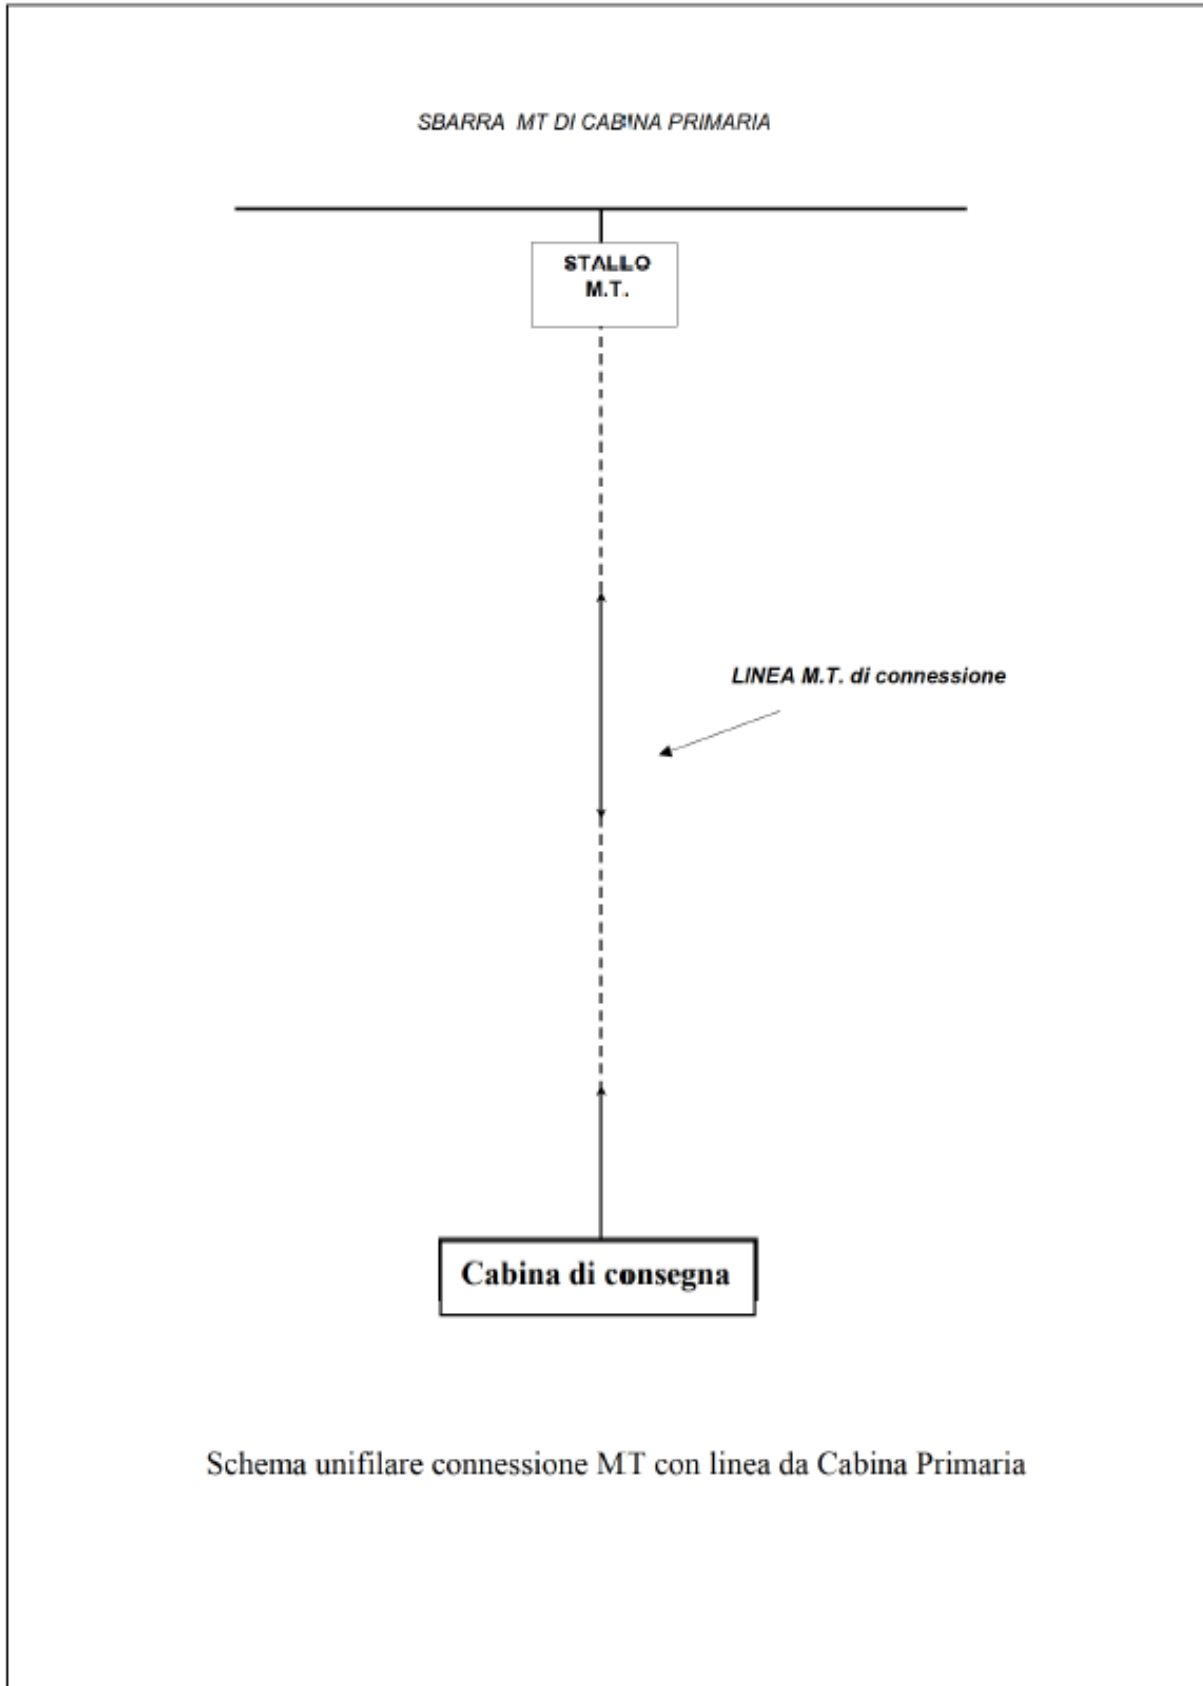 SBARRA MT DI CABINA PRIMARIA
STALLO
M.T.
LINEA M.T. di connessione
Cabina di consegna
Schema unifilare connessione MT con linea da Cabina Primaria